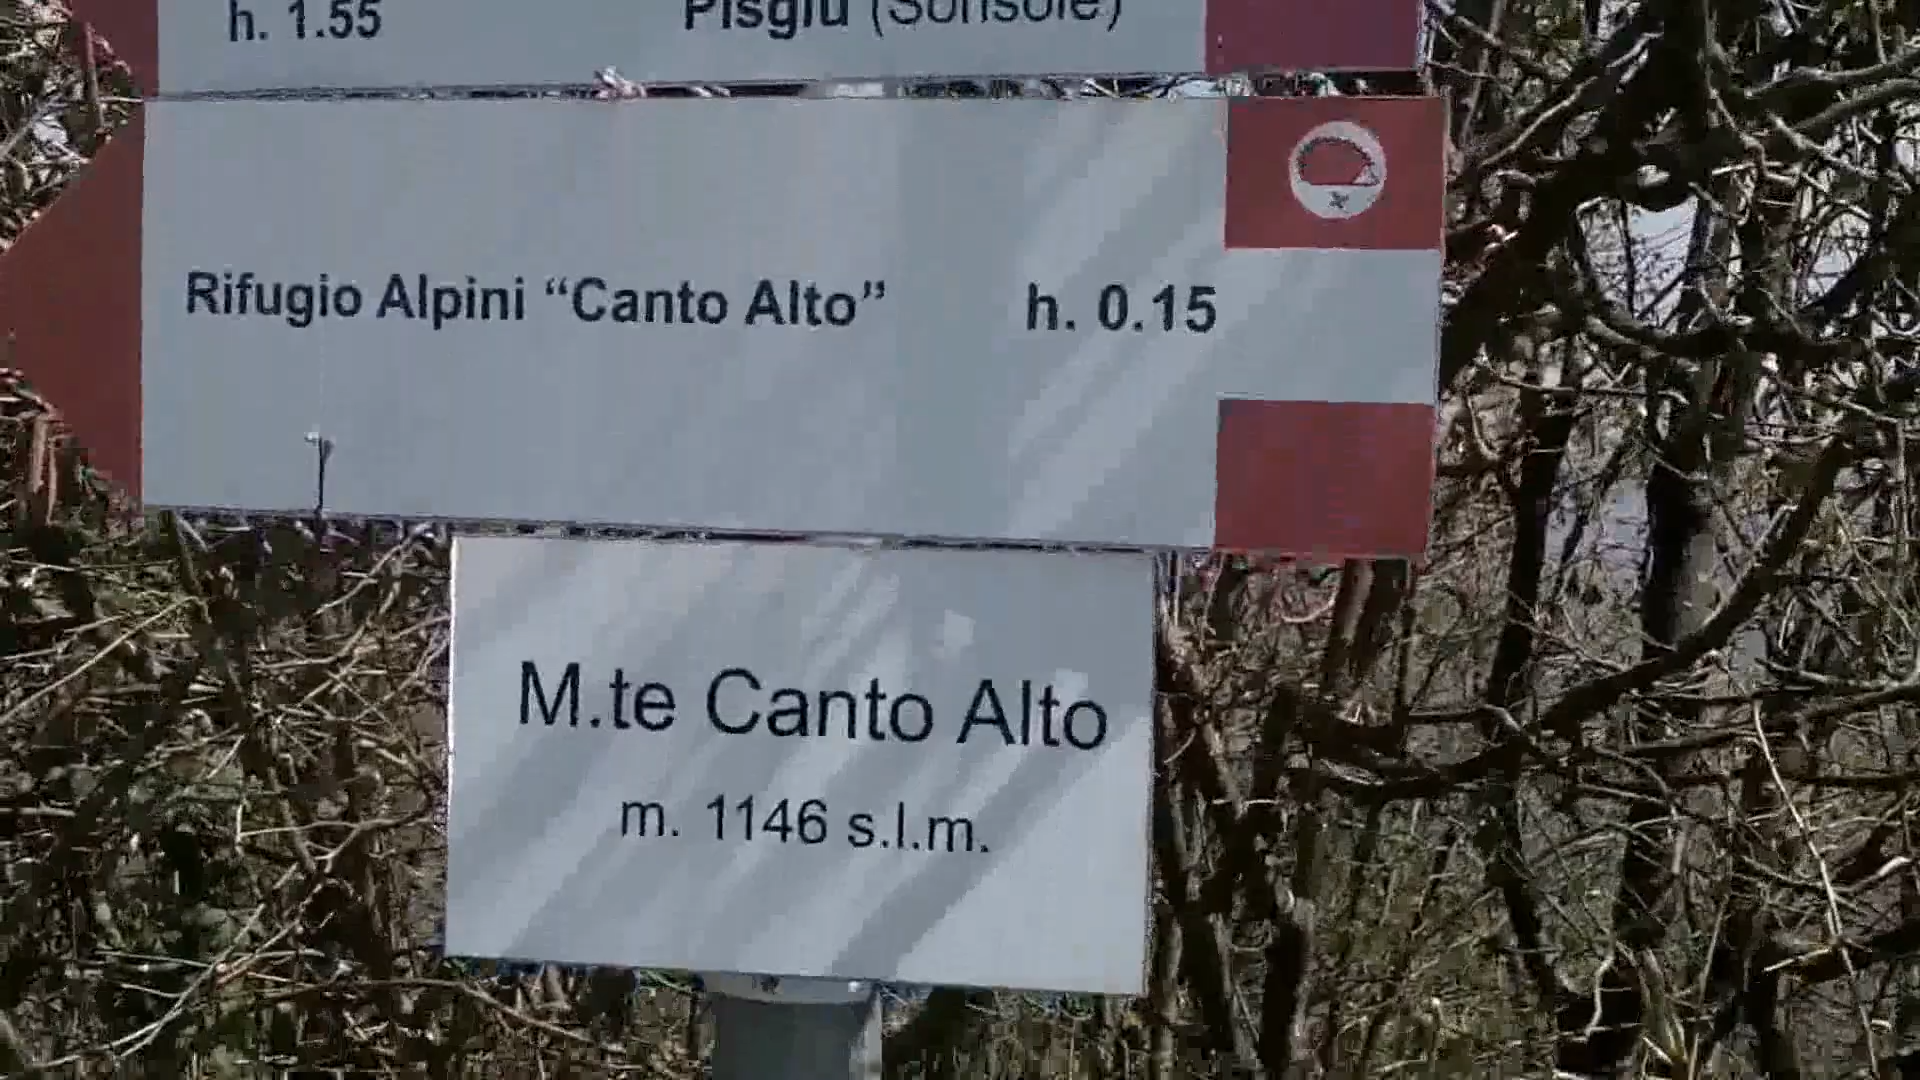 h. 1.55 Pisgiu (Sonsole)
Rifugio Alpini “Canto Alto” h. 0.15
M.te Canto Alto
m. 1146 s.l.m.